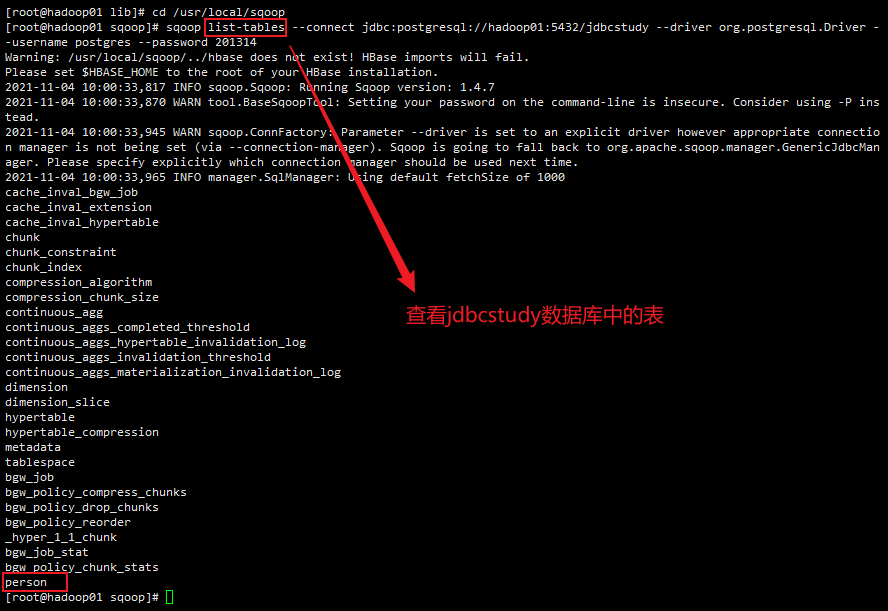 [root@hadoop01 lib]# cd /usr/local/sqoop
[root@hadoop01 sqoop]# sqoop list-tables --connect jdbc:postgresql://hadoop01:5432/jdbcstudy --driver org.postgresql.Driver -
-username postgres --password 201314
Warning: /usr/local/sqoop/../hbase does not exist! HBase imports will fail.
Please set $HBASE_HOME to the root of your HBase installation.
2021-11-04 10:00:33,817 INFO sqoop.Sqoop: Running Sqoop version: 1.4.7
2021-11-04 10:00:33,870 WARN tool.BaseSqoopTool: Setting your password on the command-line is insecure. Consider using -P ins
tead.
2021-11-04 10:00:33,945 WARN sqoop.ConnFactory: Parameter --driver is set to an explicit driver however appropriate connectio
n manager is not being set (via --connection-manager). Sqoop is going to fall back to org.apache.sqoop.manager.GenericJdbcMan
ager. Please specify explicitly which connection manager should be used next time.
2021-11-04 10:00:33,965 INFO manager.SqlManager: Using default fetchSize of 1000
cache_inval_bgw_job
cache_inval_extension
cache_inval_hypertable
chunk
chunk_constraint
chunk_index
compression_algorithm
compression_chunk_size
continuous_agg
查看jdbcstudy数据库中的表
continuous_aggs_completed_threshold
continuous_aggs_hypertable_invalidation_log
continuous_aggs_invalidation_threshold
continuous_aggs_materialization_invalidation_log
dimension
dimension_slice
hypertable
hypertable_compression
metadata
tablespace
bgw_job
bgw_policy_compress_chunks
bgw_policy_drop_chunks
bgw_policy_reorder
_hyper_1_1_chunk
bgw_job_stat
bgw_policy_chunk_stats
person
[root@hadoop01 sqoop]#